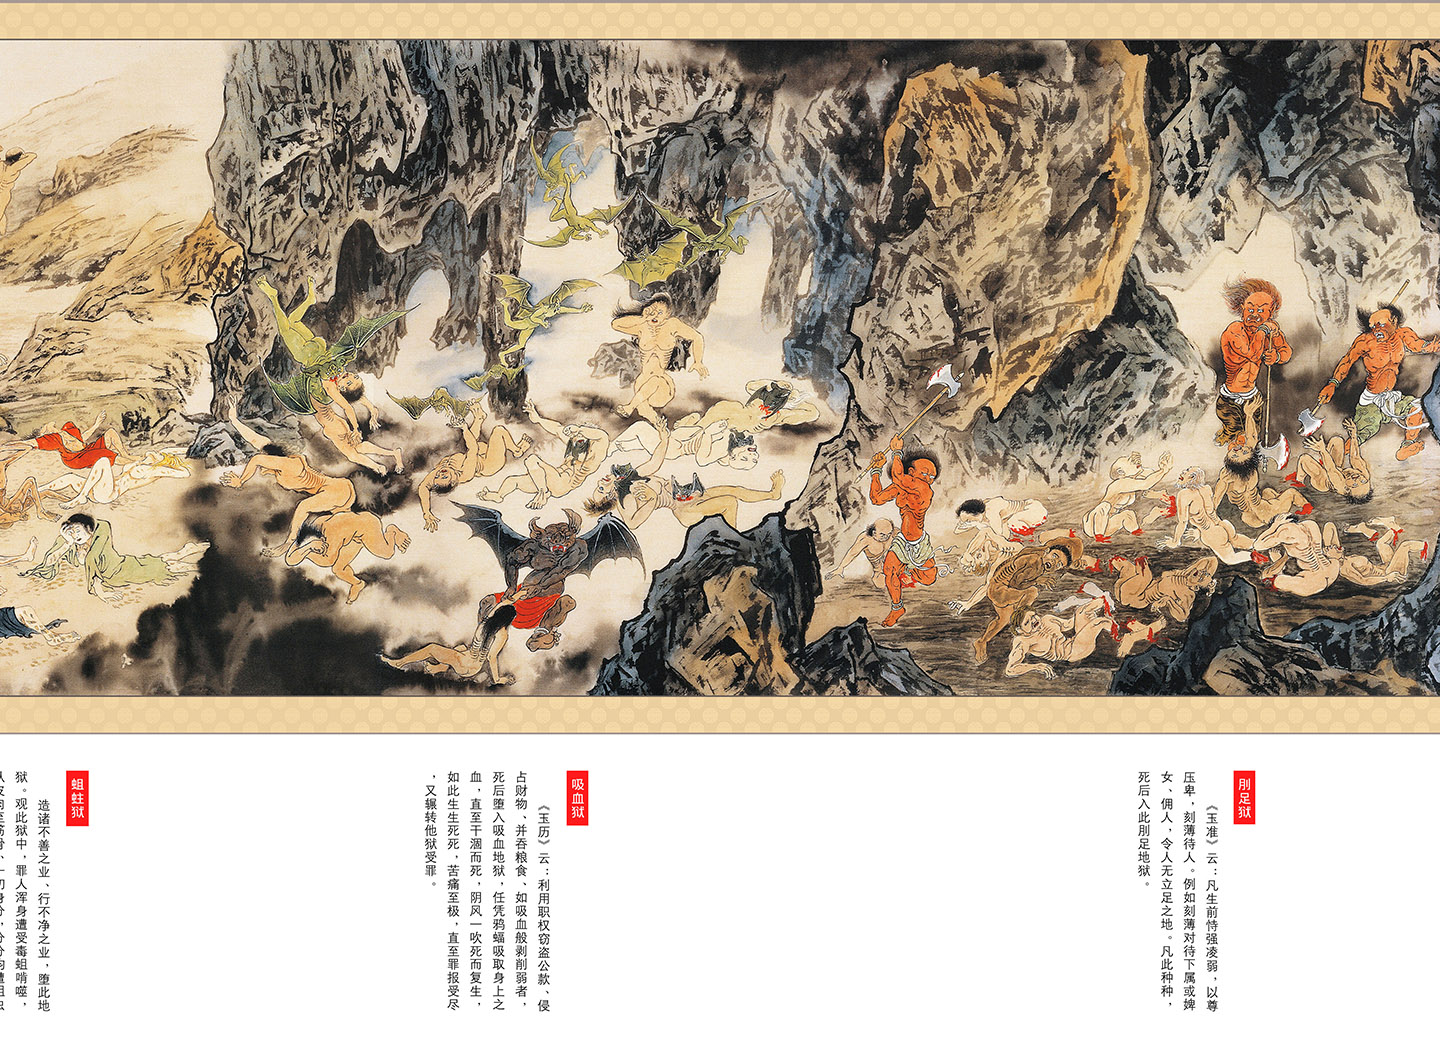 刖足狱
《玉准》云：凡生前恃强凌弱，以尊
压卑，刻薄待人。例如刻薄对待下属或婢
女、佣人，令人无立足之地。凡此种种，
死后入此刖足地狱。
吸血狱
《玉历》云：利用职权窃盗公款、侵
占财物、并吞粮食、如吸血般剥削弱者，
死后堕入吸血地狱，任凭鸦蝠吸取身上之
血，直至干涸而死，阴风一吹死而复生，
如此生生死死，苦痛至极，直至罪报受尽
，又辗转他狱受罪。
蛆蛀狱
造诸不善之业、行不净之业，堕此地
狱。观此狱中，罪人浑身遭受毒蛆啃噬，